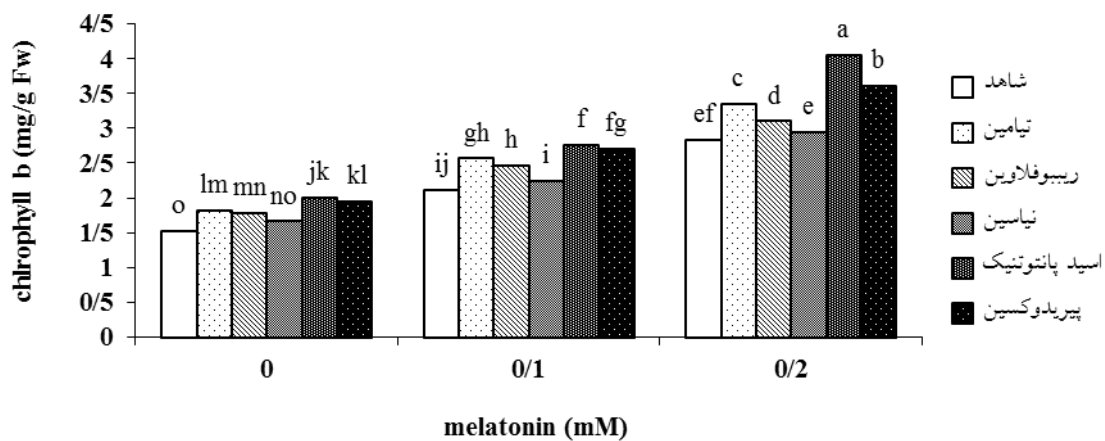 chlrophyll b (mg/g Fw)
4/5
4
3/5
3
2/5
2
1/5
1
0/5
0
o lm mn no jk kl
ij gh h i f fg
ef c d e a b
0 0/1 0/2
melatonin (mM)
شاهد
تیامین
ریبوفلاوین
نیاسین
اسید پانتوتنیک
پیریدوکسین